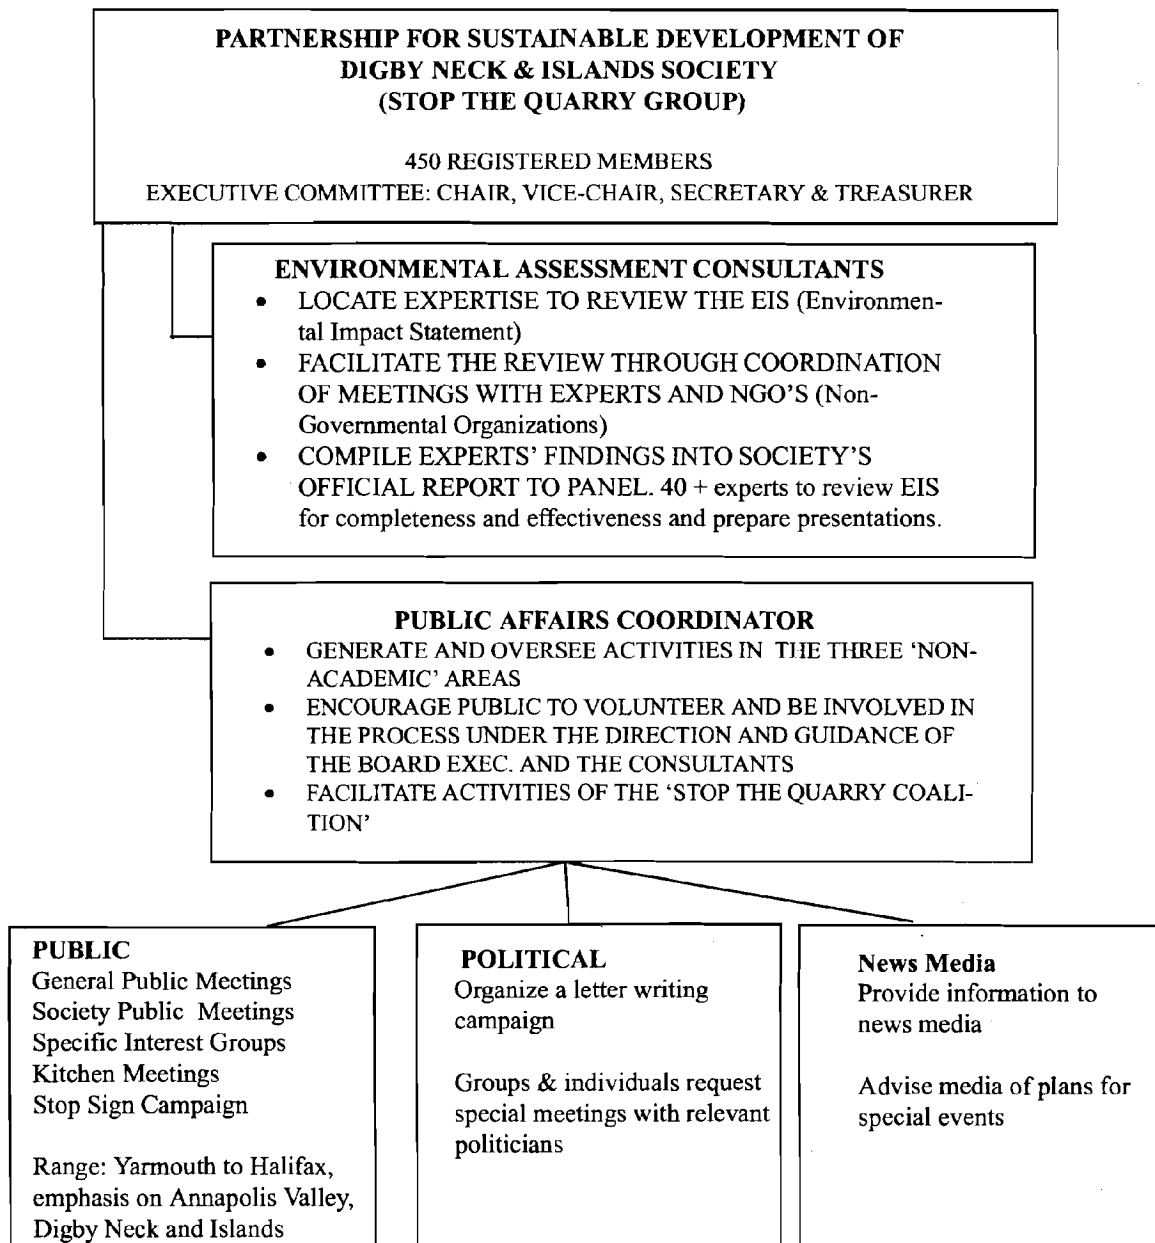 PARTNERSHIP FOR SUSTAINABLE DEVELOPMENT OF
DIGBY NECK & ISLANDS SOCIETY
(STOP THE QUARRY GROUP)
450 REGISTERED MEMBERS
EXECUTIVE COMMITTEE: CHAIR, VICE-CHAIR, SECRETARY & TREASURER
ENVIRONMENTAL ASSESSMENT CONSULTANTS
• LOCATE EXPERTISE TO REVIEW THE EIS (Environmen-
tal Impact Statement)
• FACILITATE THE REVIEW THROUGH COORDINATION
OF MEETINGS WITH EXPERTS AND NGO'S (Non-
Governmental Organizations)
• COMPILE EXPERTS' FINDINGS INTO SOCIETY'S
OFFICIAL REPORT TO PANEL. 40 + experts to review EIS
for completeness and effectiveness and prepare presentations.
PUBLIC AFFAIRS COORDINATOR
• GENERATE AND OVERSEE ACTIVITIES IN THE THREE 'NON-
ACADEMIC' AREAS
• ENCOURAGE PUBLIC TO VOLUNTEER AND BE INVOLVED IN
THE PROCESS UNDER THE DIRECTION AND GUIDANCE OF
THE BOARD EXEC. AND THE CONSULTANTS
• FACILITATE ACTIVITIES OF THE 'STOP THE QUARRY COALI-
TION'
PUBLIC
General Public Meetings
Society Public Meetings
Specific Interest Groups
Kitchen Meetings
Stop Sign Campaign
Range: Yarmouth to Halifax,
emphasis on Annapolis Valley,
Digby Neck and Islands
POLITICAL
Organize a letter writing
campaign
Groups & individuals request
special meetings with relevant
politicians
News Media
Provide information to
news media
Advise media of plans for
special events